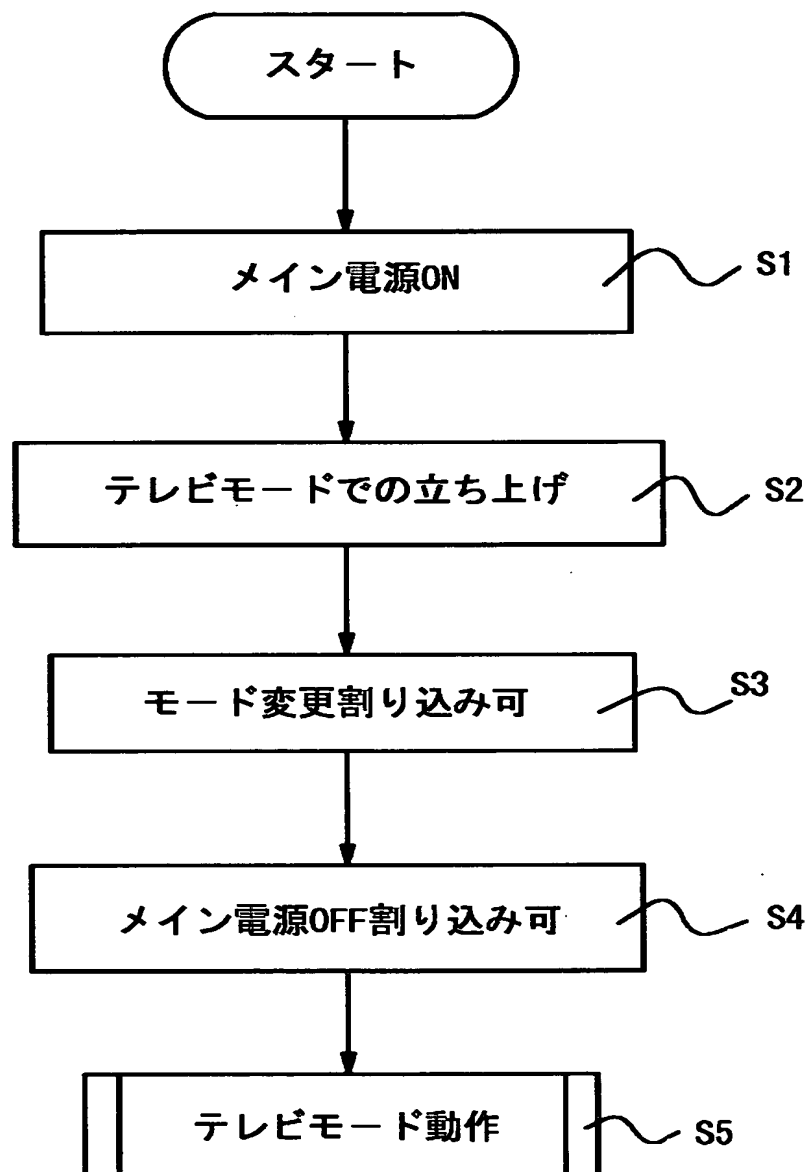 スタート
メイン電源ON
S1
テレビモードでの立ち上げ
S2
モード変更割り込み可
S3
メイン電源OFF割り込み可
S4
テレビモード動作
S5